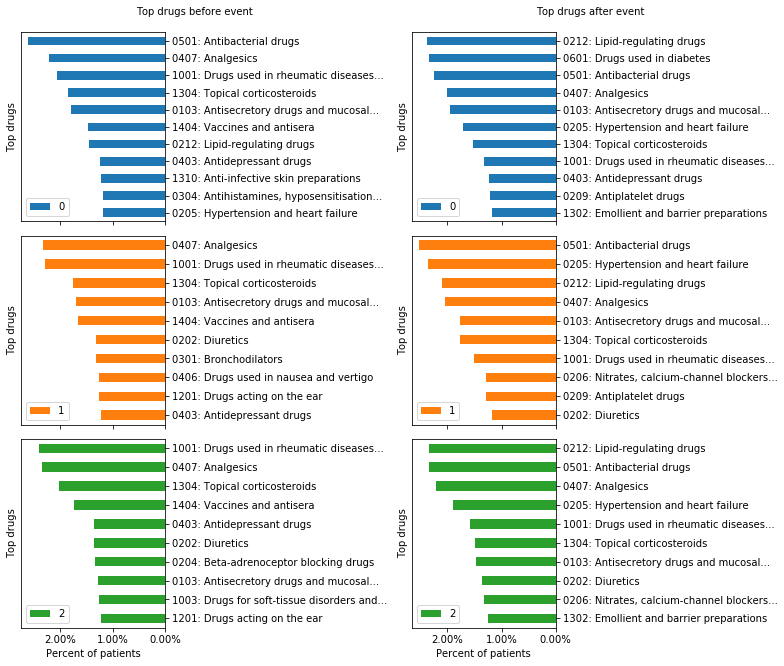 Top drugs before event
Top drugs
0501: Antibacterial drugs
0407: Analgesics
1001: Drugs used in rheumatic diseases...
1304: Topical corticosteroids
0103: Antisecretory drugs and mucosal...
1404: Vaccines and antisera
0212: Lipid-regulating drugs
0403: Antidepressant drugs
1310: Anti-infective skin preparations
0304: Antihistamines, hyposensitisation...
0205: Hypertension and heart failure
0
Top drugs
0407: Analgesics
1001: Drugs used in rheumatic diseases...
1304: Topical corticosteroids
0103: Antisecretory drugs and mucosal...
1404: Vaccines and antisera
0202: Diuretics
0301: Bronchodilators
0406: Drugs used in nausea and vertigo
1201: Drugs acting on the ear
0403: Antidepressant drugs
1
Top drugs
1001: Drugs used in rheumatic diseases...
0407: Analgesics
1304: Topical corticosteroids
1404: Vaccines and antisera
0403: Antidepressant drugs
0202: Diuretics
0204: Beta-adrenoceptor blocking drugs
0103: Antisecretory drugs and mucosal...
1003: Drugs for soft-tissue disorders and...
1201: Drugs acting on the ear
2
2.00% 1.00% 0.00%
Percent of patients
Top drugs after event
Top drugs
0212: Lipid-regulating drugs
0601: Drugs used in diabetes
0501: Antibacterial drugs
0407: Analgesics
0103: Antisecretory drugs and mucosal...
0205: Hypertension and heart failure
1304: Topical corticosteroids
1001: Drugs used in rheumatic diseases...
0403: Antidepressant drugs
0209: Antiplatelet drugs
1302: Emollient and barrier preparations
0
Top drugs
0501: Antibacterial drugs
0205: Hypertension and heart failure
0212: Lipid-regulating drugs
0407: Analgesics
0103: Antisecretory drugs and mucosal...
1304: Topical corticosteroids
1001: Drugs used in rheumatic diseases...
0206: Nitrates, calcium-channel blockers...
0209: Antiplatelet drugs
0202: Diuretics
1
Top drugs
0212: Lipid-regulating drugs
0501: Antibacterial drugs
0407: Analgesics
0205: Hypertension and heart failure
1001: Drugs used in rheumatic diseases...
1304: Topical corticosteroids
0103: Antisecretory drugs and mucosal...
0202: Diuretics
0206: Nitrates, calcium-channel blockers...
1302: Emollient and barrier preparations
2
2.00% 1.00% 0.00%
Percent of patients